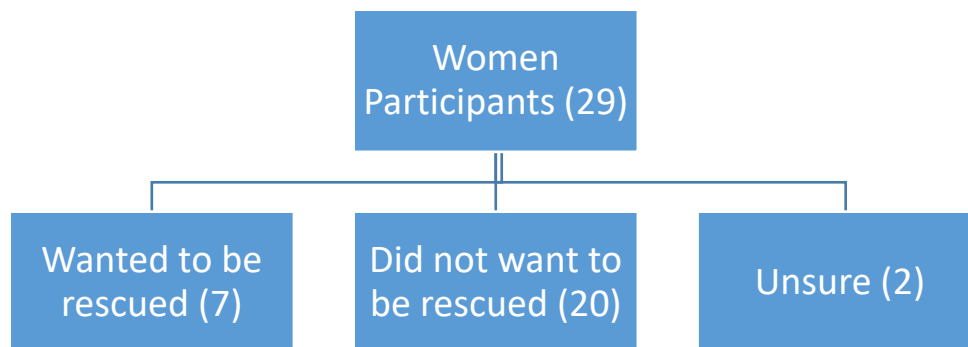 Women
Participants (29)
Wanted to be
rescued (7)
Did not want to
be rescued (20)
Unsure (2)